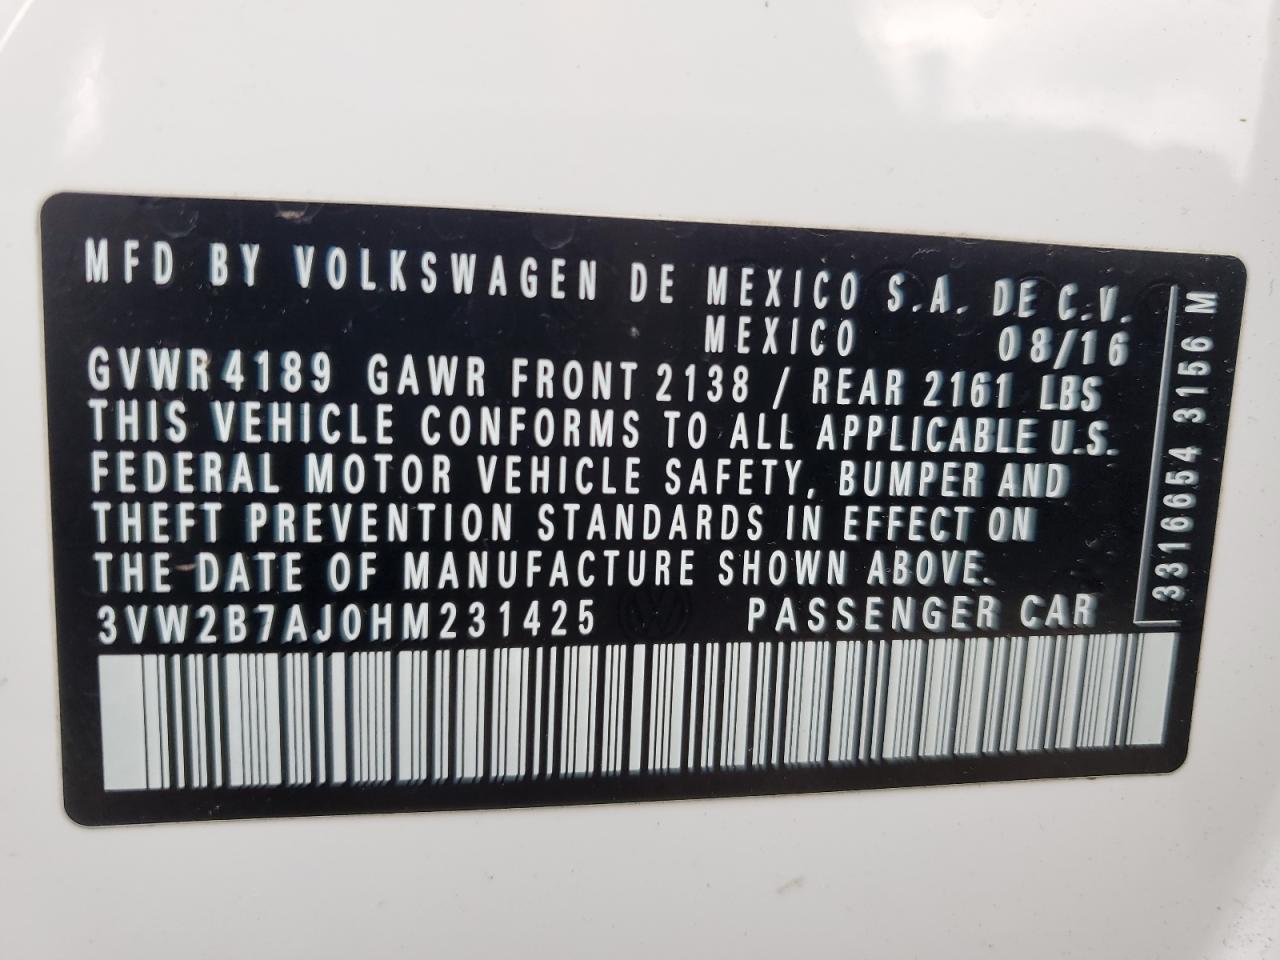 MFD BY VOLKSWAGEN DE MEXICO S.A. DE C.V.
MEXICO 08/16
GVWR 4189 GAWR FRONT 2138 / REAR 2161 LBS
THIS VEHICLE CONFORMS TO ALL APPLICABLE U.S.
FEDERAL MOTOR VEHICLE SAFETY, BUMPER AND
THEFT PREVENTION STANDARDS IN EFFECT ON
THE DATE OF MANUFACTURE SHOWN ABOVE.
3VW2B7AJ0HM231425 PASSENGER CAR
3316654 3156 M